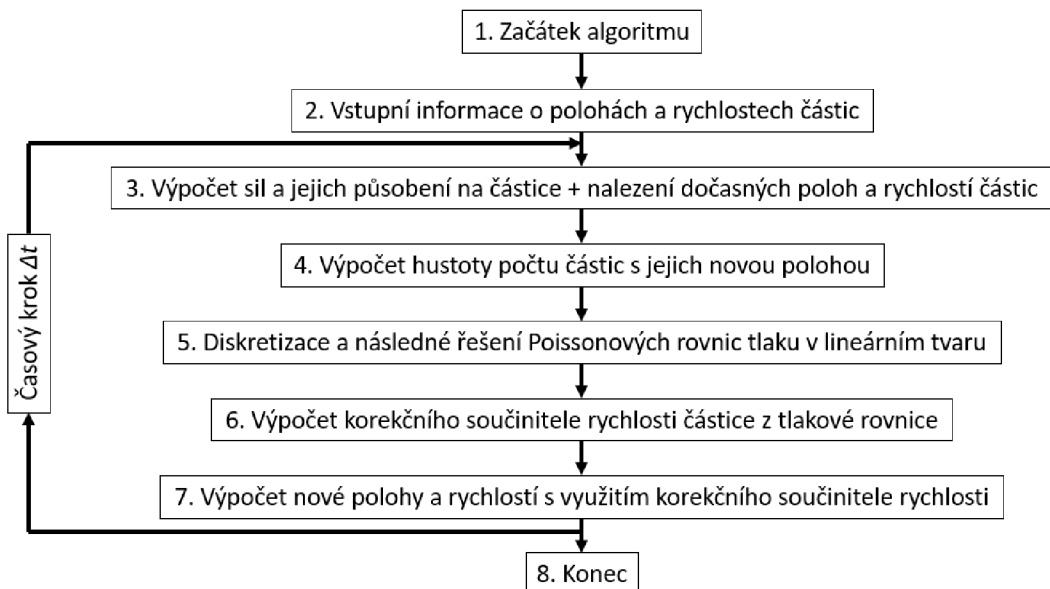 1. Začátek algoritmu
2. Vstupní informace o polohách a rychlostech částic
3. Výpočet sil a jejich působení na částice + nalezení dočasných poloh a rychlostí částic
4. Výpočet hustoty počtu částic s jejich novou polohou
5. Diskretizace a následné řešení Poissonových rovnic tlaku v lineárním tvaru
6. Výpočet korekčního součinitele rychlosti částice z tlakové rovnice
7. Výpočet nové polohy a rychlostí s využitím korekčního součinitele rychlosti
8. Konec
Časový krok Δt